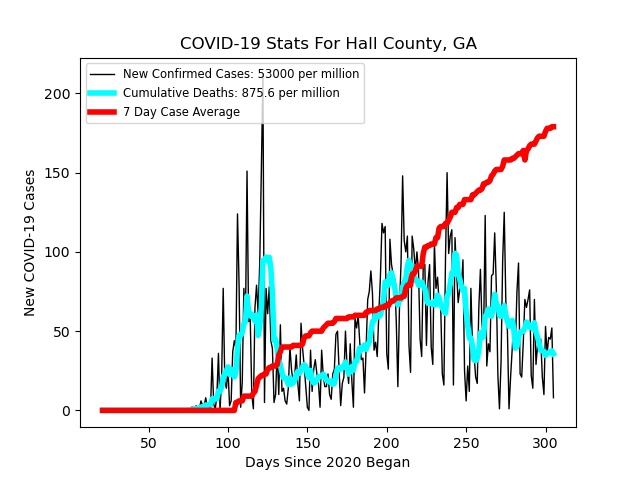 COVID-19 Stats For Hall County, GA
New Confirmed Cases: 53000 per million
Cumulative Deaths: 875.6 per million
7 Day Case Average
200
150
100
50
0
New COVID-19 Cases
50 100 150 200 250 300
Days Since 2020 Began